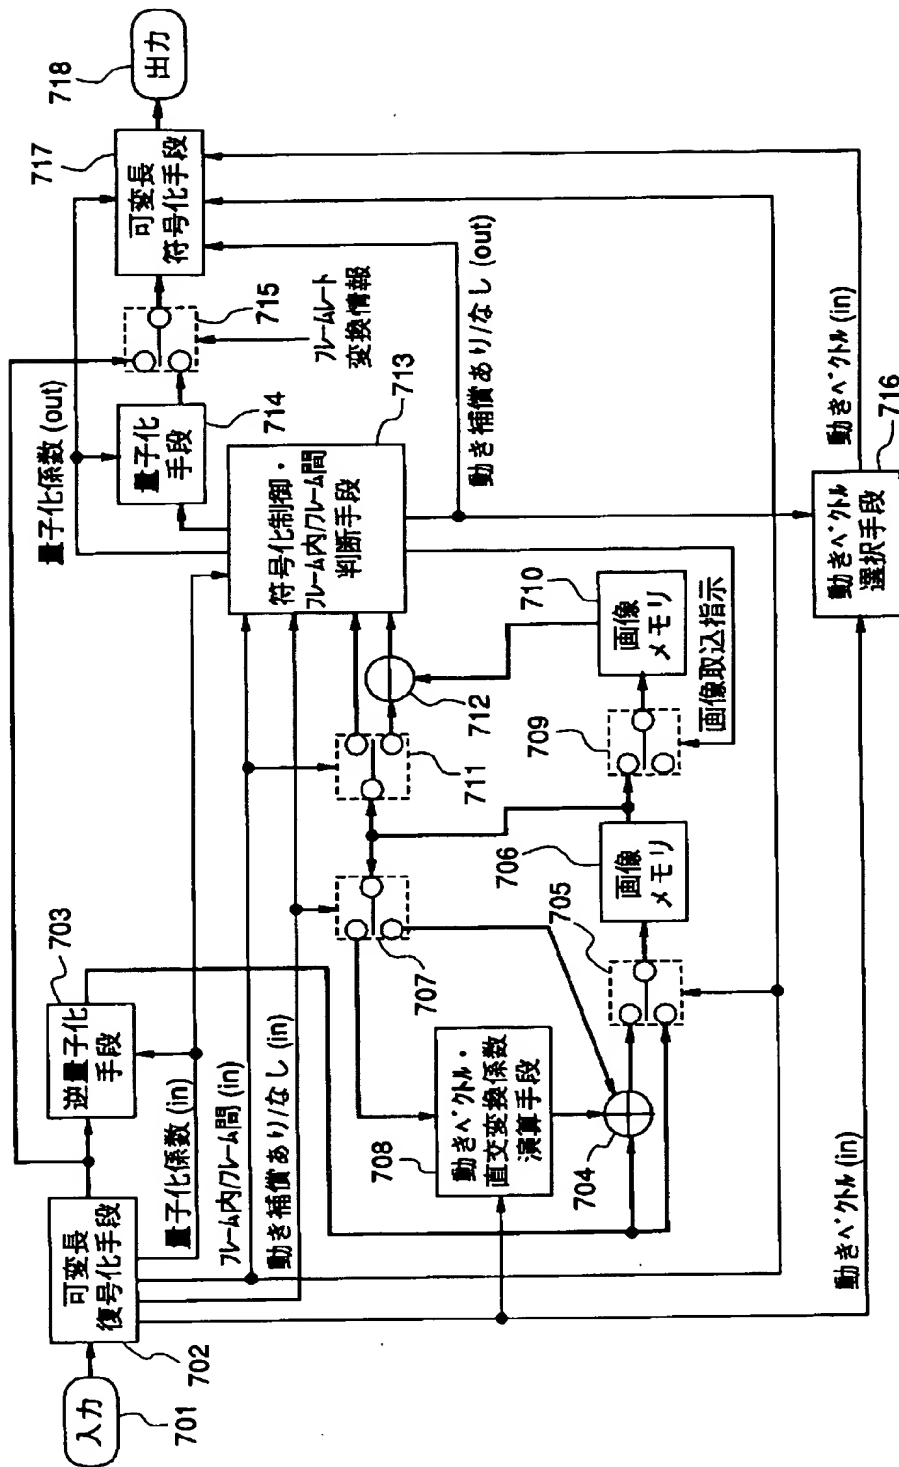 入力
701
可変長
復号化手段
702
逆量子化
手段
703
量子化係数 (in)
フレーム内/フレーム間 (in)
動き補償あり/なし (in)
動きベクトル・
直交変換係数
演算手段
708
704
705
画像
メモリ
706
707
711
712
709
画像
メモリ
710
画像取込指示
符号化制御・
フレーム内/フレーム間
判断手段
713
量子化係数 (out)
量子化
手段
714
715
フレームレート
変換情報
動き補償あり/なし (out)
可変長
符号化手段
717
出力
718
動きベクトル (in)
動きベクトル
選択手段
716
動きベクトル (in)